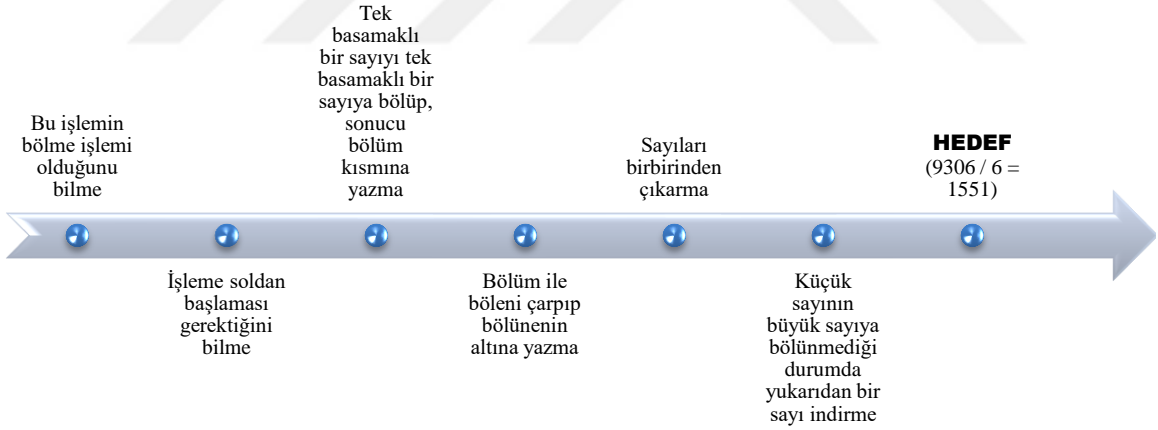 Bu işlemin
bölme işlemi
olduğunu
bilme
İşleme soldan
başlaması
gerektiğini
bilme
Tek
basamaklı
bir sayıyı tek
basamaklı bir
sayıya bölüp,
sonucu
bölüm
kısmına
yazma
Bölüm ile
böleni çarpıp
bölünenin
altına yazma
Sayıları
birbirinden
çıkarma
Küçük
sayının
büyük sayıya
bölünmediği
durumda
yukarıdan bir
sayı indirme
HEDEF
(9306 / 6 =
1551)